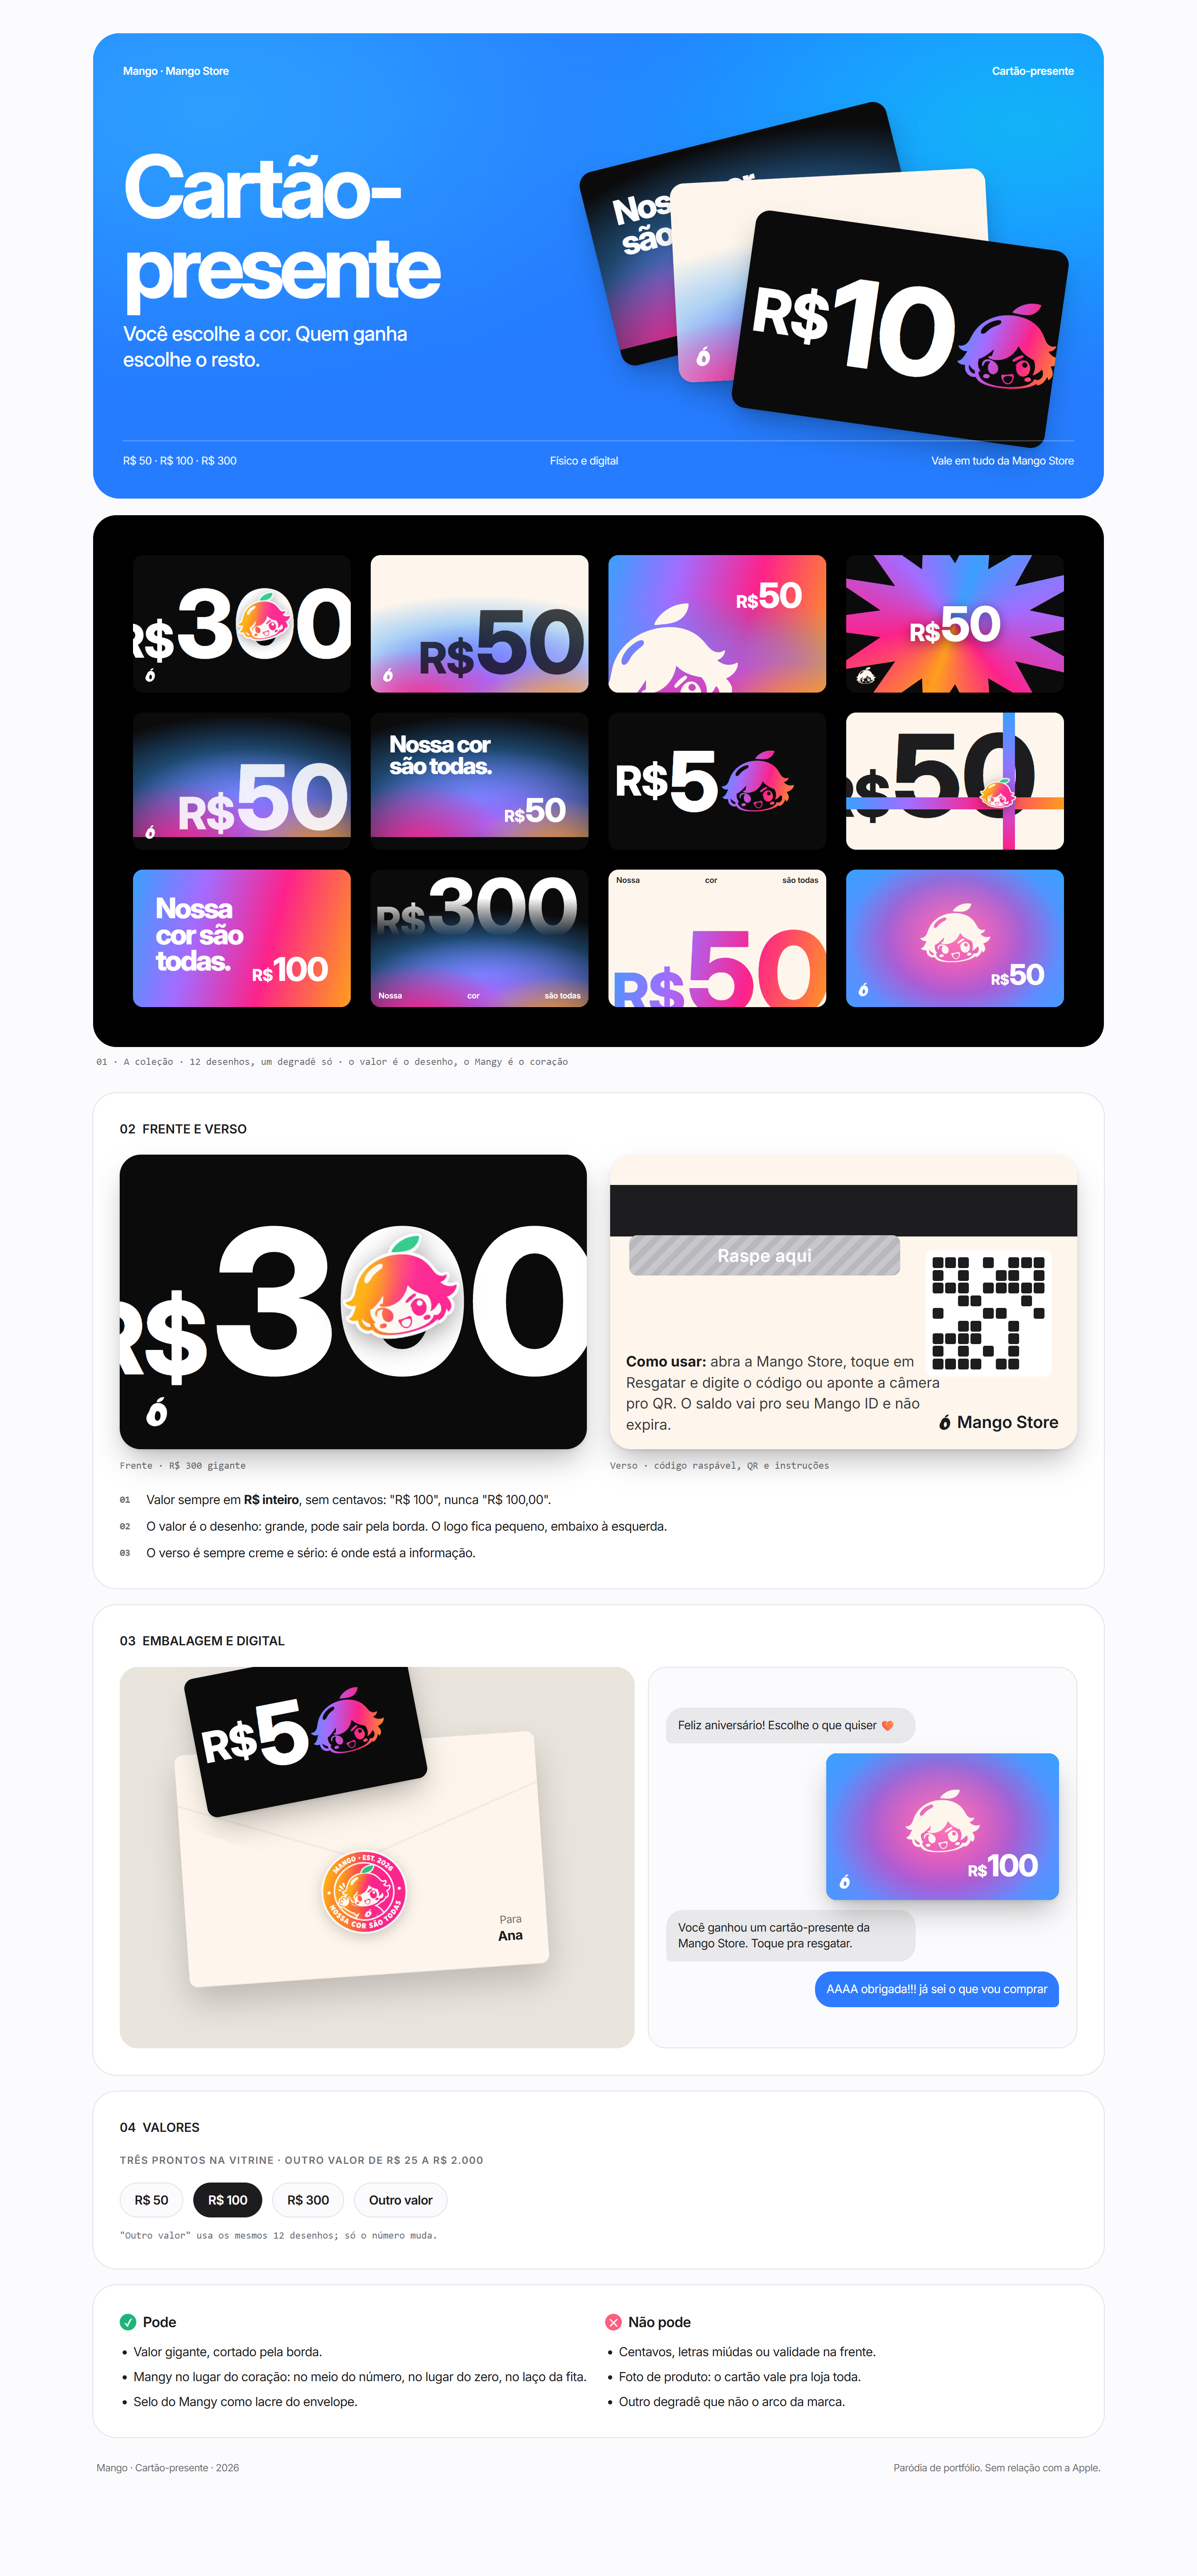 Mango · Mango Store
Cartão-presente
Cartão-
presente
Você escolhe a cor. Quem ganha
escolhe o resto.
Nos or
são
R$10
R$ 50 · R$ 100 · R$ 300
Físico e digital
Vale em tudo da Mango Store
R$300
R$50
R$50
R$50
R$50
Nossa cor
são todas.
R$50
R$5
R$50
Nossa
cor são
todas.
R$100
R$300
Nossa cor são todas
Nossa cor são todas
R$50
R$50
01 · A coleção · 12 desenhos, um degradê só · o valor é o desenho, o Mangy é o coração
02 FRENTE E VERSO
R$300
Raspe aqui
Como usar: abra a Mango Store, toque em
Resgatar e digite o código ou aponte a câmera
pro QR. O saldo vai pro seu Mango ID e não
expira.
Mango Store
Frente · R$ 300 gigante
Verso · código raspável, QR e instruções
01 Valor sempre em R$ inteiro, sem centavos: "R$ 100", nunca "R$ 100,00".
02 O valor é o desenho: grande, pode sair pela borda. O logo fica pequeno, embaixo à esquerda.
03 O verso é sempre creme e sério: é onde está a informação.
03 EMBALAGEM E DIGITAL
R$5
MANGO · EST. 2026
NOSSA COR SÃO TODAS
Para
Ana
Feliz aniversário! Escolhe o que quiser 🧡
R$100
Você ganhou um cartão-presente da
Mango Store. Toque pra resgatar.
AAAA obrigada!!! já sei o que vou comprar
04 VALORES
TRÊS PRONTOS NA VITRINE · OUTRO VALOR DE R$ 25 A R$ 2.000
R$ 50
R$ 100
R$ 300
Outro valor
"Outro valor" usa os mesmos 12 desenhos; só o número muda.
Pode
• Valor gigante, cortado pela borda.
• Mangy no lugar do coração: no meio do número, no lugar do zero, no laço da fita.
• Selo do Mangy como lacre do envelope.
Não pode
• Centavos, letras miúdas ou validade na frente.
• Foto de produto: o cartão vale pra loja toda.
• Outro degradê que não o arco da marca.
Mango · Cartão-presente · 2026
Paródia de portfólio. Sem relação com a Apple.